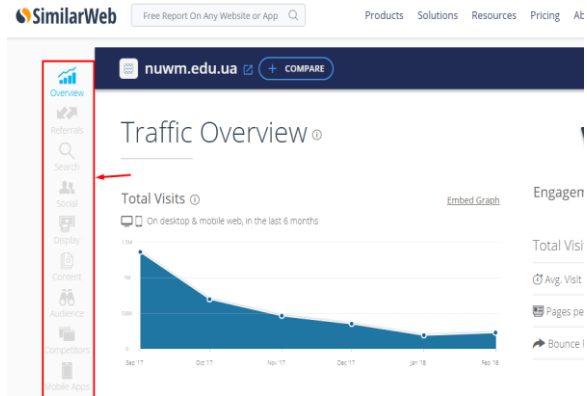 SimilarWeb
Free Report On Any Website or App
Products Solutions Resources Pricing Ab
nuwm.edu.ua
+ COMPARE
Overview
Referrals
Search
Social
Display
Content
Audience
Competitors
Mobile Apps
Traffic Overview
Total Visits
Embed Graph
On desktop & mobile web, in the last 6 months
1.5M
1M
500K
0
Sep '17 Oct '17 Nov '17 Dec '17 Jan '18 Feb '18
Engagem
Total Visi
Avg. Visit
Pages pe
Bounce